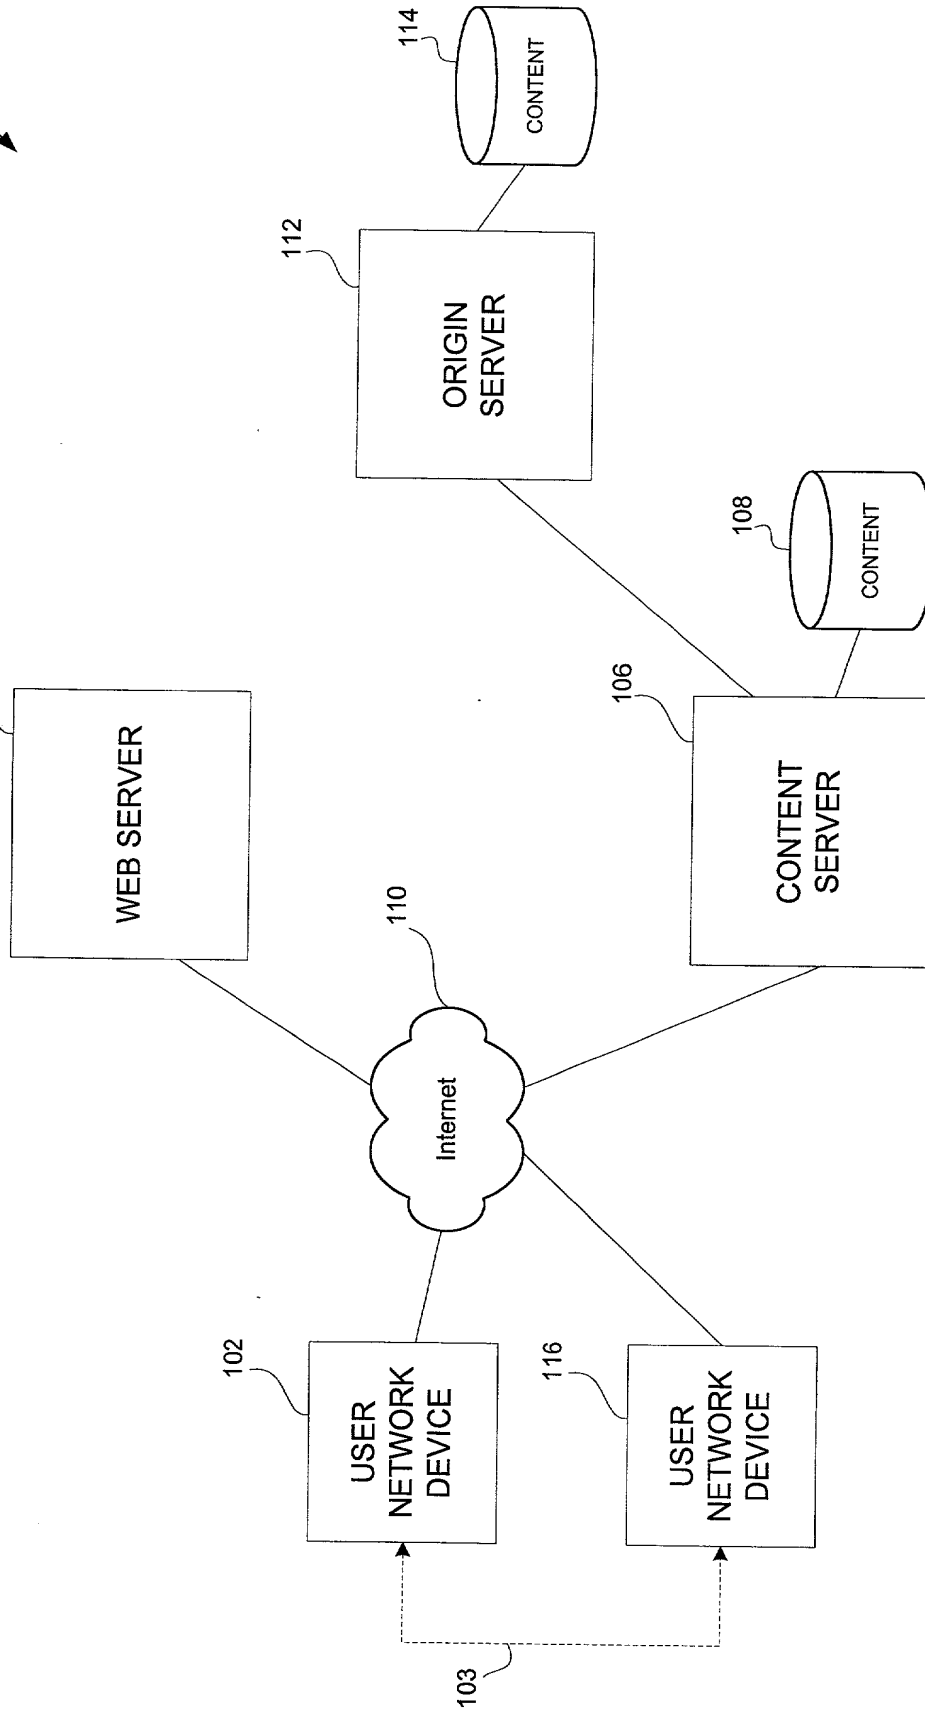 114
CONTENT
112
ORIGIN
SERVER
108
CONTENT
106
CONTENT
SERVER
WEB SERVER
110
Internet
102
USER
NETWORK
DEVICE
116
USER
NETWORK
DEVICE
103